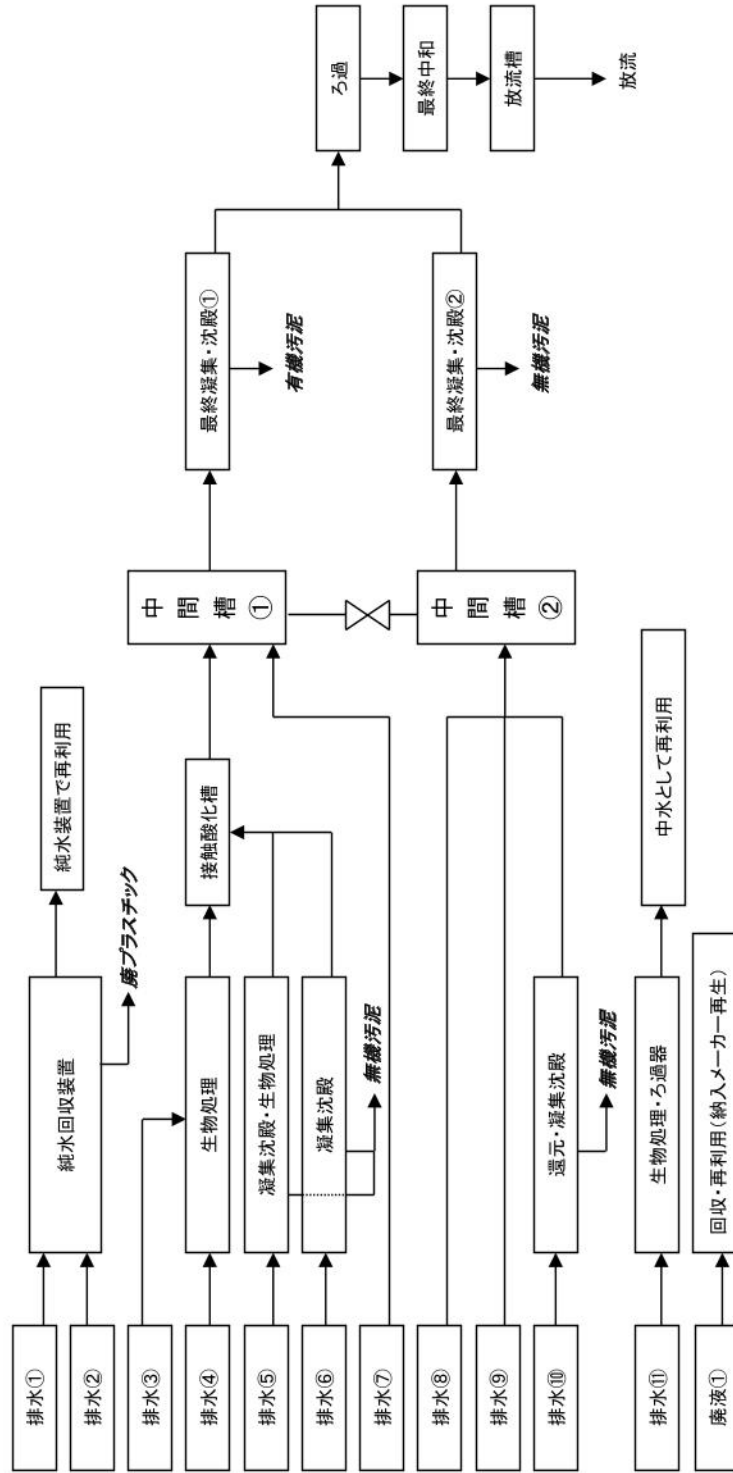 排水①
排水②
排水③
排水④
排水⑤
排水⑥
排水⑦
排水⑧
排水⑨
排水⑩
排水⑪
廃液①
純水回収装置
純水装置で再利用
廃プラスチック
生物処理
凝集沈殿・生物処理
凝集沈殿
無機汚泥
接触酸化槽
還元・凝集沈殿
無機汚泥
生物処理・ろ過器
中水として再利用
回収・再利用(納入メーカー再生)
中間槽①
中間槽②
最終凝集・沈殿①
有機汚泥
最終凝集・沈殿②
無機汚泥
ろ過
最終中和
放流槽
放流